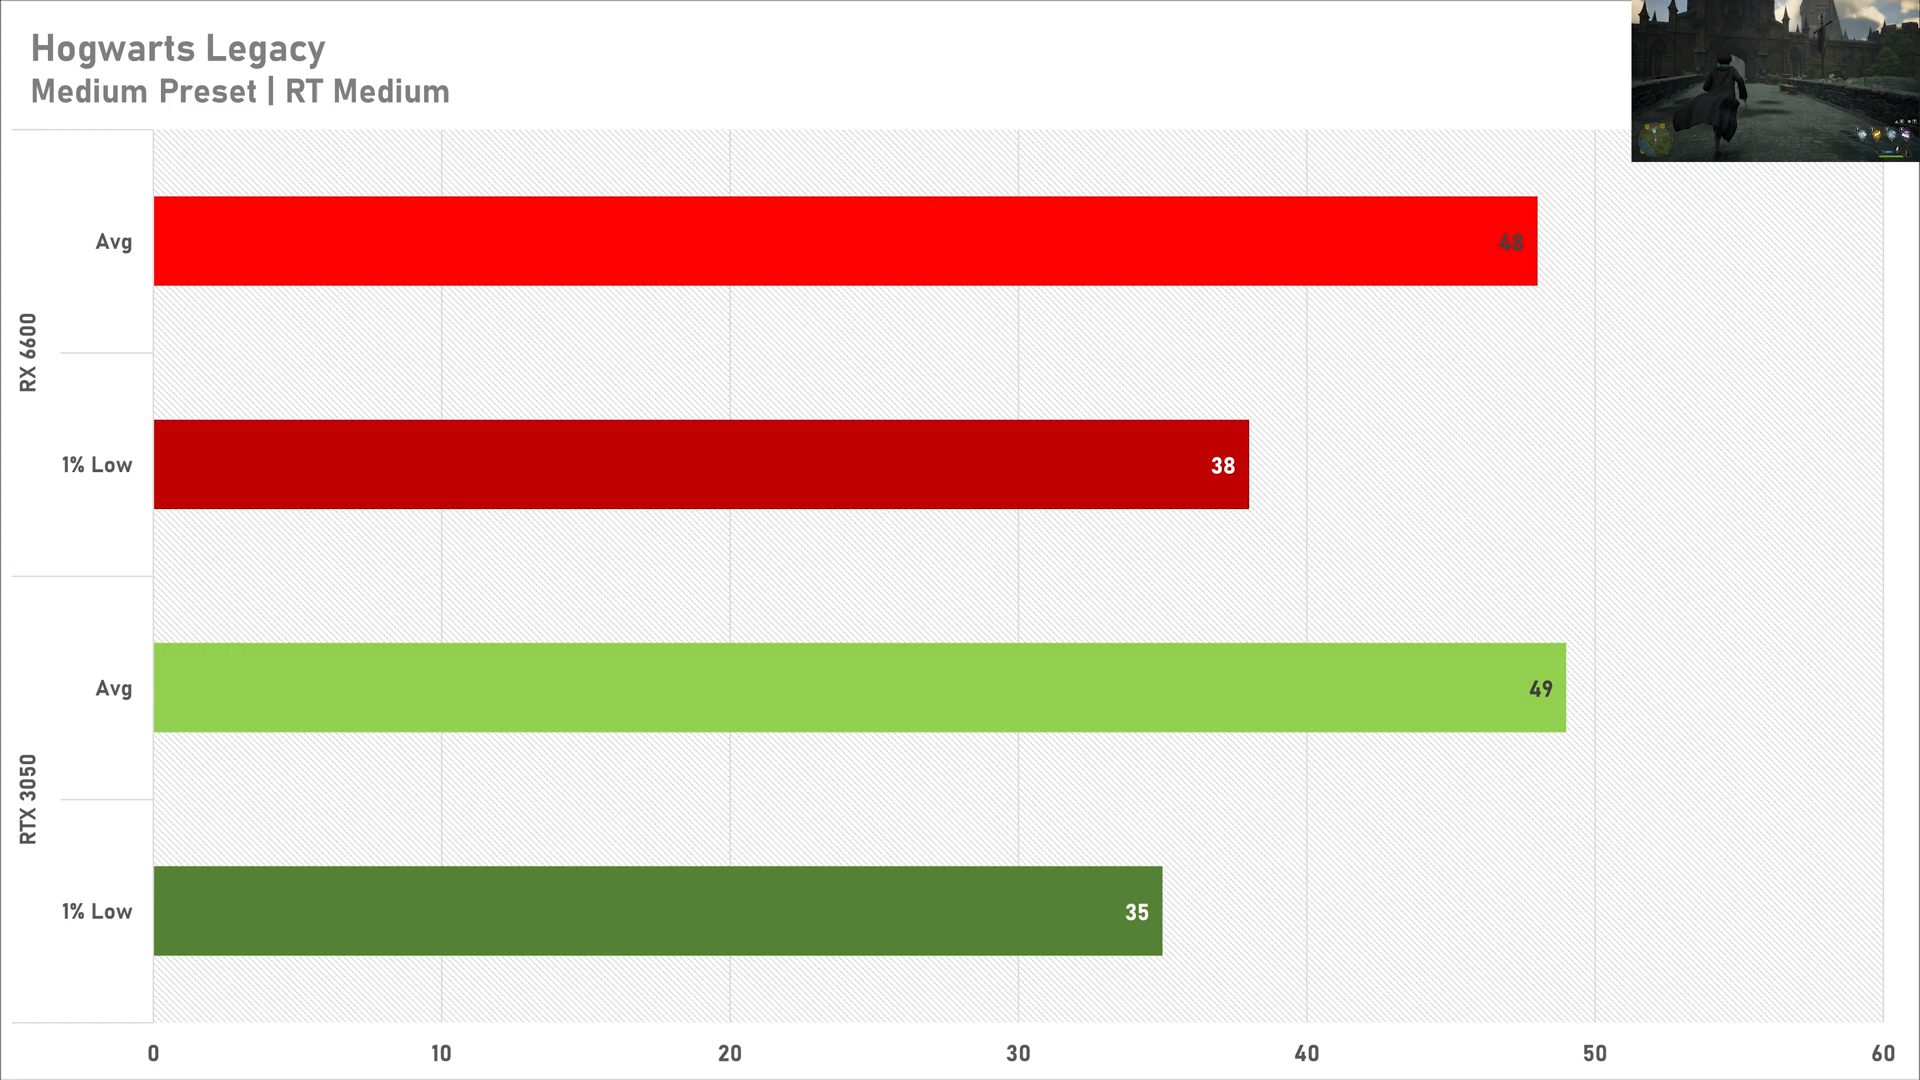 Hogwarts Legacy
Medium Preset | RT Medium
RX 6600
Avg
48
1% Low
38
RTX 3050
Avg
49
1% Low
35
0 10 20 30 40 50 60